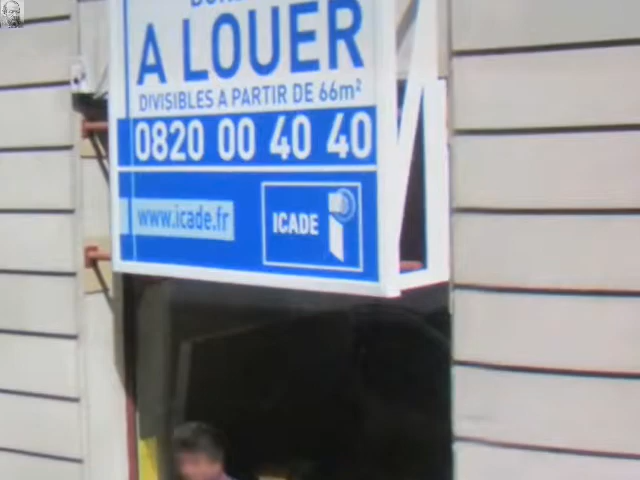 A LOUER
DIVISIBLES A PARTIR DE 66m²
0820 00 40 40
www.icade.fr
ICADE